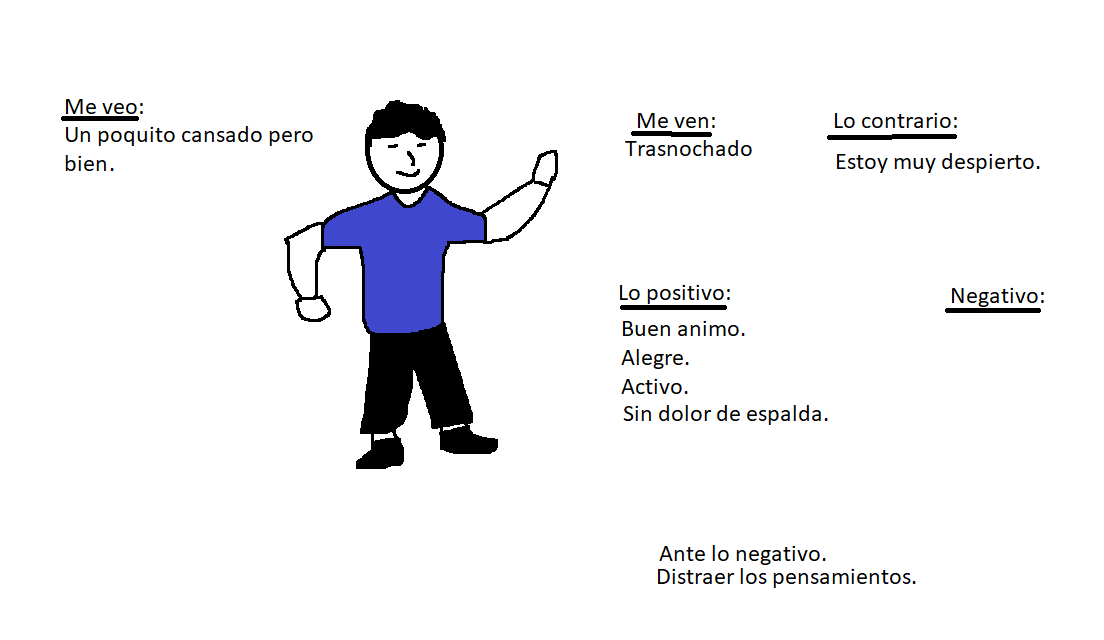 Me veo:
Un poquito cansado pero
bien.
Me ven:
Trasnochado
Lo contrario:
Estoy muy despierto.
Lo positivo:
Buen animo.
Alegre.
Activo.
Sin dolor de espalda.
Negativo:
Ante lo negativo.
Distraer los pensamientos.